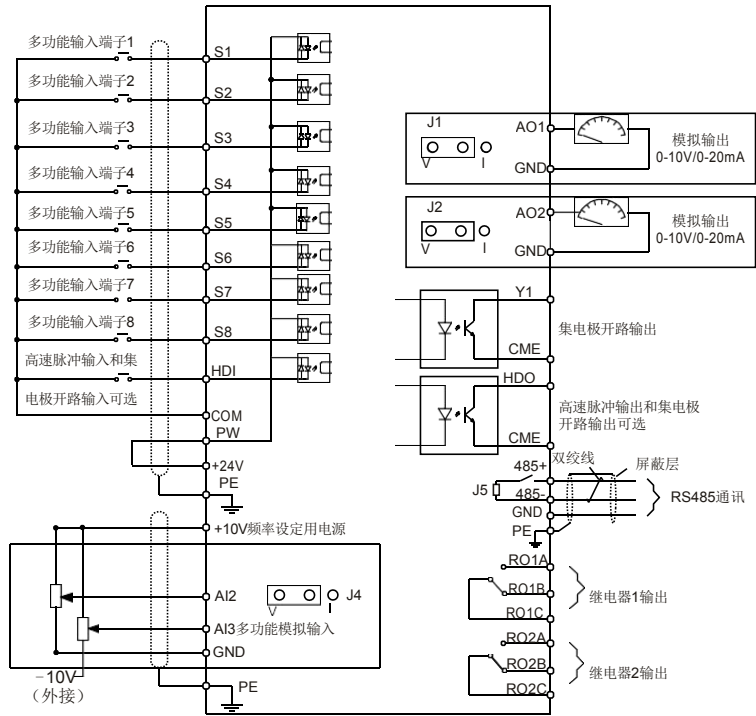 多功能输入端子1
S1
多功能输入端子2
S2
多功能输入端子3
S3
多功能输入端子4
S4
多功能输入端子5
S5
多功能输入端子6
S6
多功能输入端子7
S7
多功能输入端子8
S8
高速脉冲输入和集
HDI
电极开路输入可选
COM
PW
+24V
PE
+10V频率设定用电源
AI2
V
I
J4
AI3多功能模拟输入
GND
-10V
(外接)
PE
J1
V
I
AO1
GND
模拟输出
0-10V/0-20mA
J2
V
I
AO2
GND
模拟输出
0-10V/0-20mA
Y1
CME
集电极开路输出
HDO
CME
高速脉冲输出和集电极
开路输出可选
双绞线
屏蔽层
485+
J5
485-
GND
PE
RS485通讯
RO1A
RO1B
RO1C
继电器1输出
RO2A
RO2B
RO2C
继电器2输出